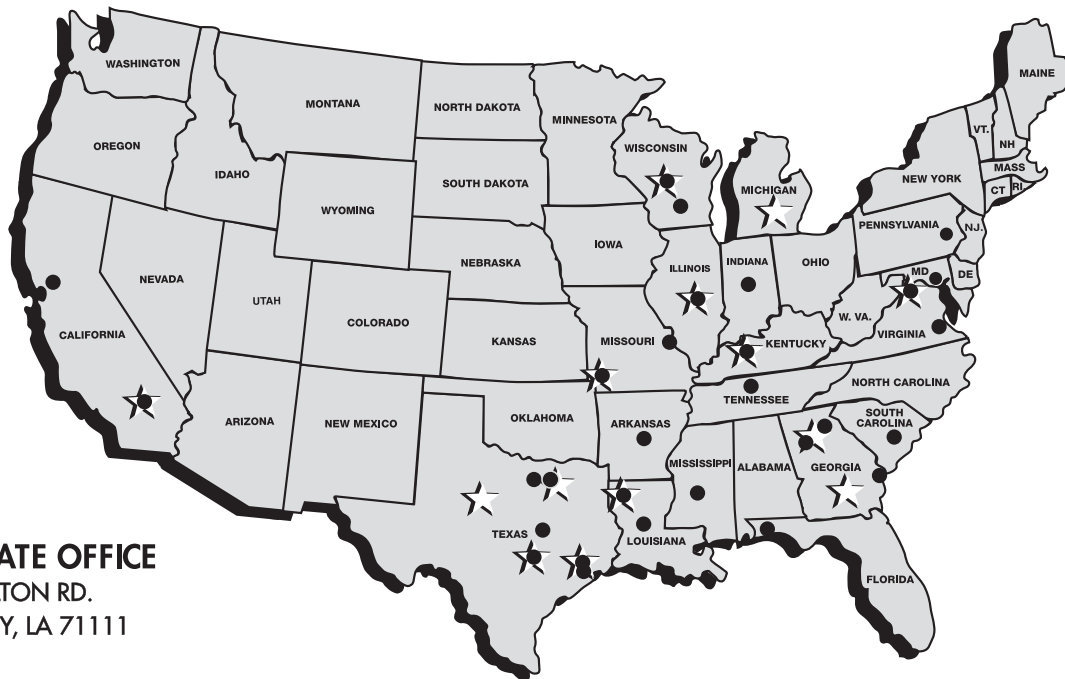 WASHINGTON
MAINE
MONTANA
NORTH DAKOTA
MINNESOTA
VT.
NH
OREGON
WISCONSIN
MASS
IDAHO
SOUTH DAKOTA
MICHIGAN
NEW YORK
CT
RI
WYOMING
PENNSYLVANIA
NJ.
IOWA
NEBRASKA
ILLINOIS
INDIANA
OHIO
MD
DE
NEVADA
UTAH
COLORADO
W. VA.
CALIFORNIA
KANSAS
MISSOURI
KENTUCKY
VIRGINIA
NORTH CAROLINA
TENNESSEE
ARIZONA
NEW MEXICO
OKLAHOMA
ARKANSAS
SOUTH
CAROLINA
MISSISSIPPI
ALABAMA
GEORGIA
TEXAS
LOUISIANA
FLORIDA
ATE OFFICE
TON RD.
Y, LA 71111